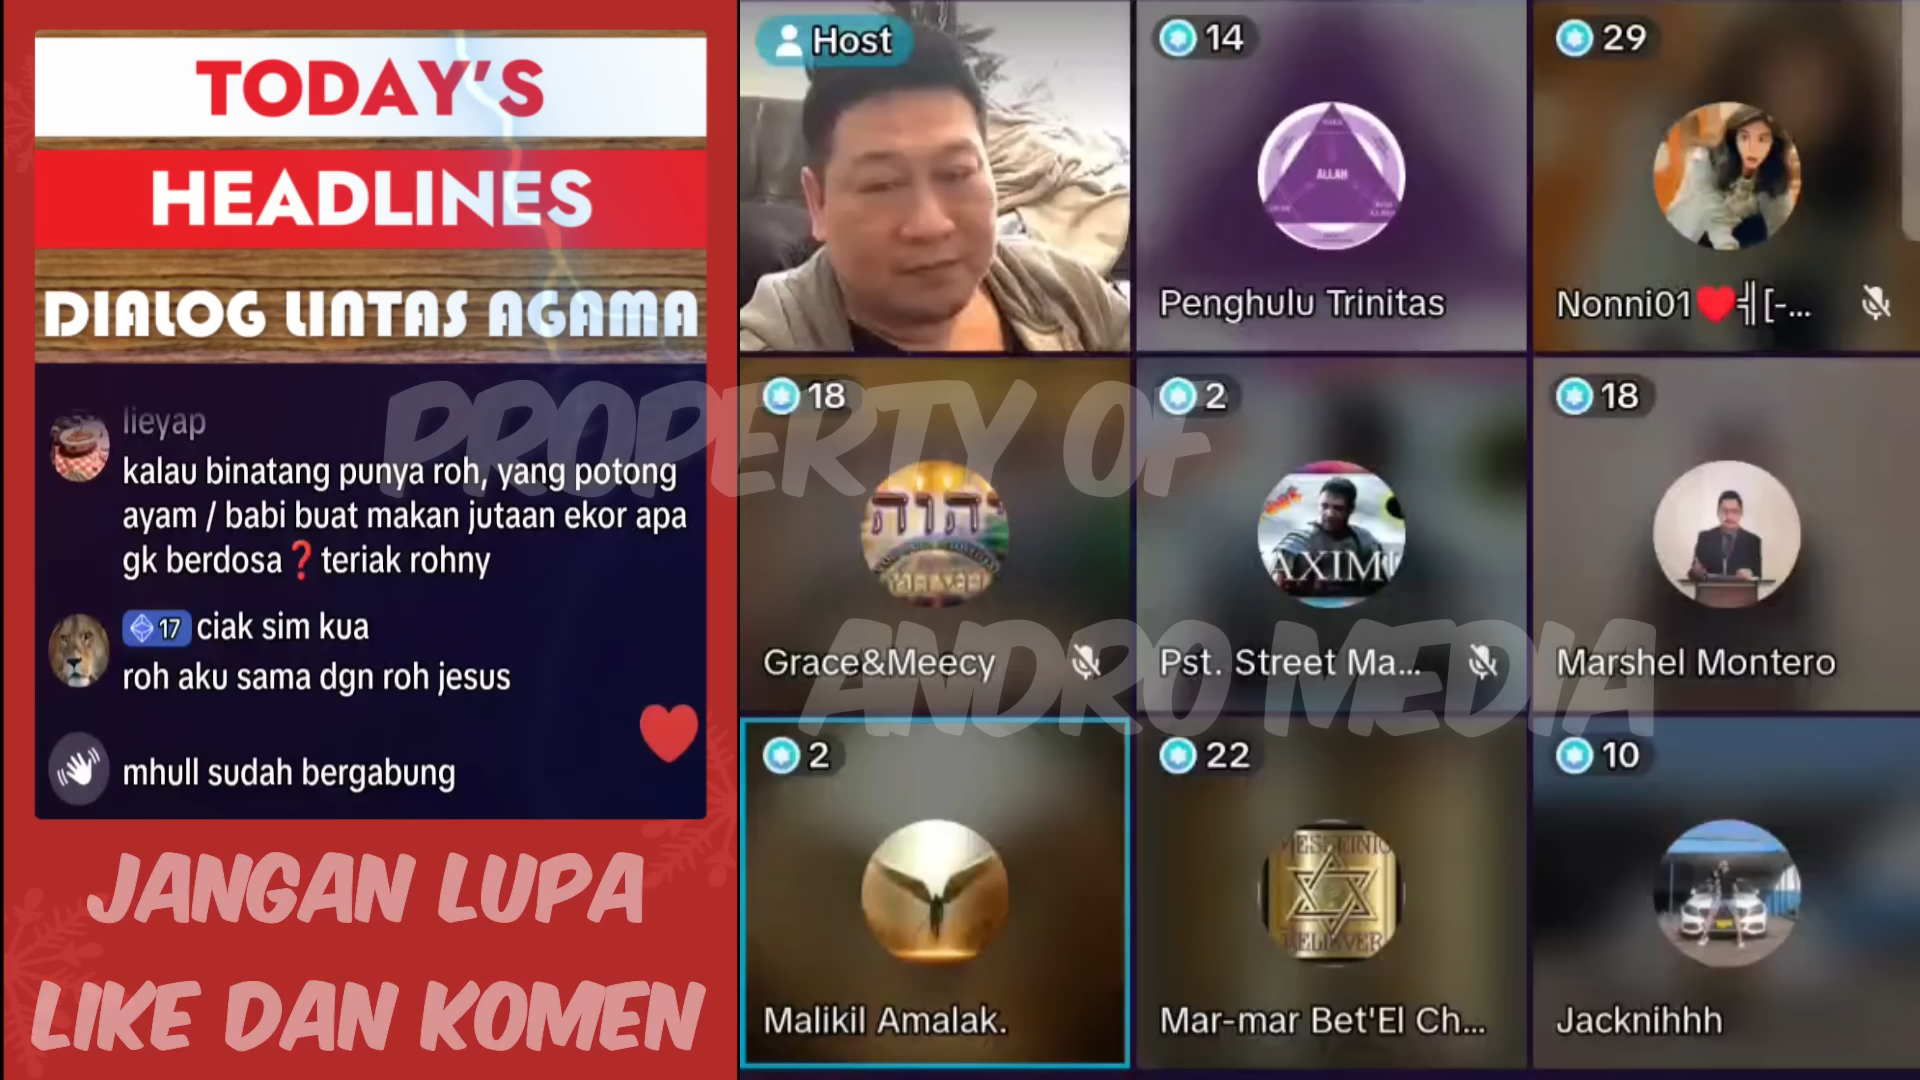 TODAY'S
HEADLINES
DIALOG LINTAS AGAMA
lieyap
kalau binatang punya roh, yang potong
ayam / babi buat makan jutaan ekor apa
gk berdosa❓teriak rohny
17 ciak sim kua
roh aku sama dgn roh jesus
mhull sudah bergabung
JANGAN LUPA
LIKE DAN KOMEN
PROPERTY OF
ANDRO MEDIA
Host
14
ALLAH
Penghulu Trinitas
29
Nonni01❤️╣[-...
18
יהוה
Grace&Meecy
2
AXIM
Pst. Street Ma...
18
Marshel Montero
2
Malikil Amalak.
22
Mar-mar Bet'El Ch...
10
Jacknihhh